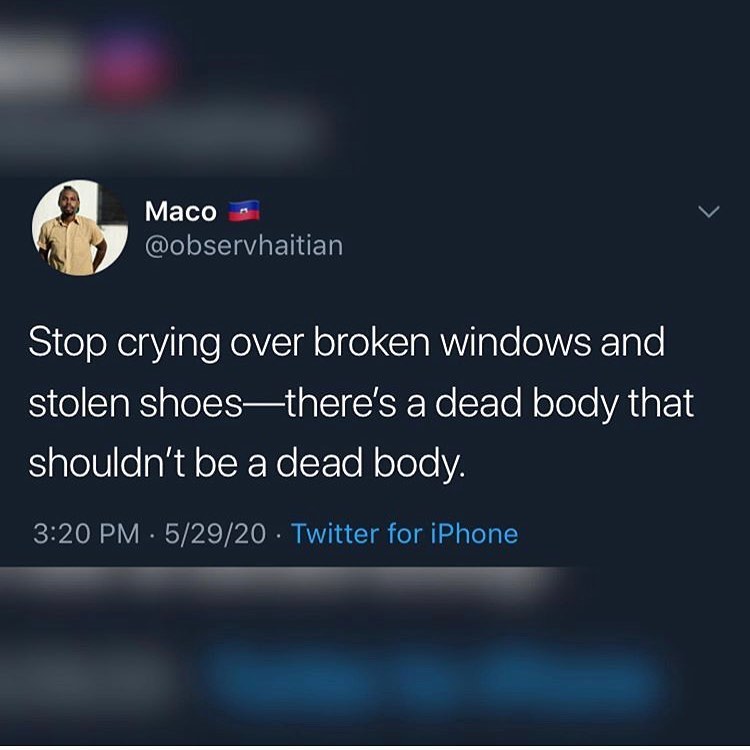 Maco 🇭🇹
@observhaitian
Stop crying over broken windows and
stolen shoes—there's a dead body that
shouldn't be a dead body.
3:20 PM · 5/29/20 · Twitter for iPhone